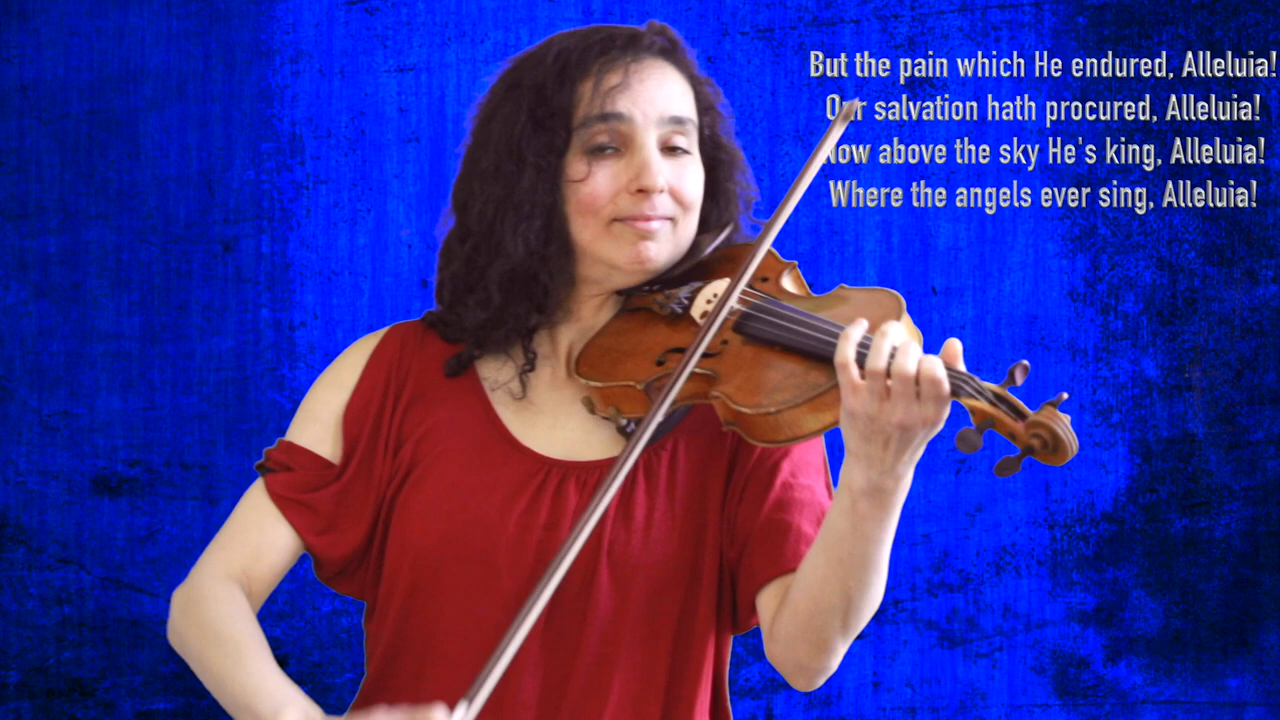 But the pain which He endured, Alleluia!
Our salvation hath procured, Alleluia!
Now above the sky He's king, Alleluia!
Where the angels ever sing, Alleluia!